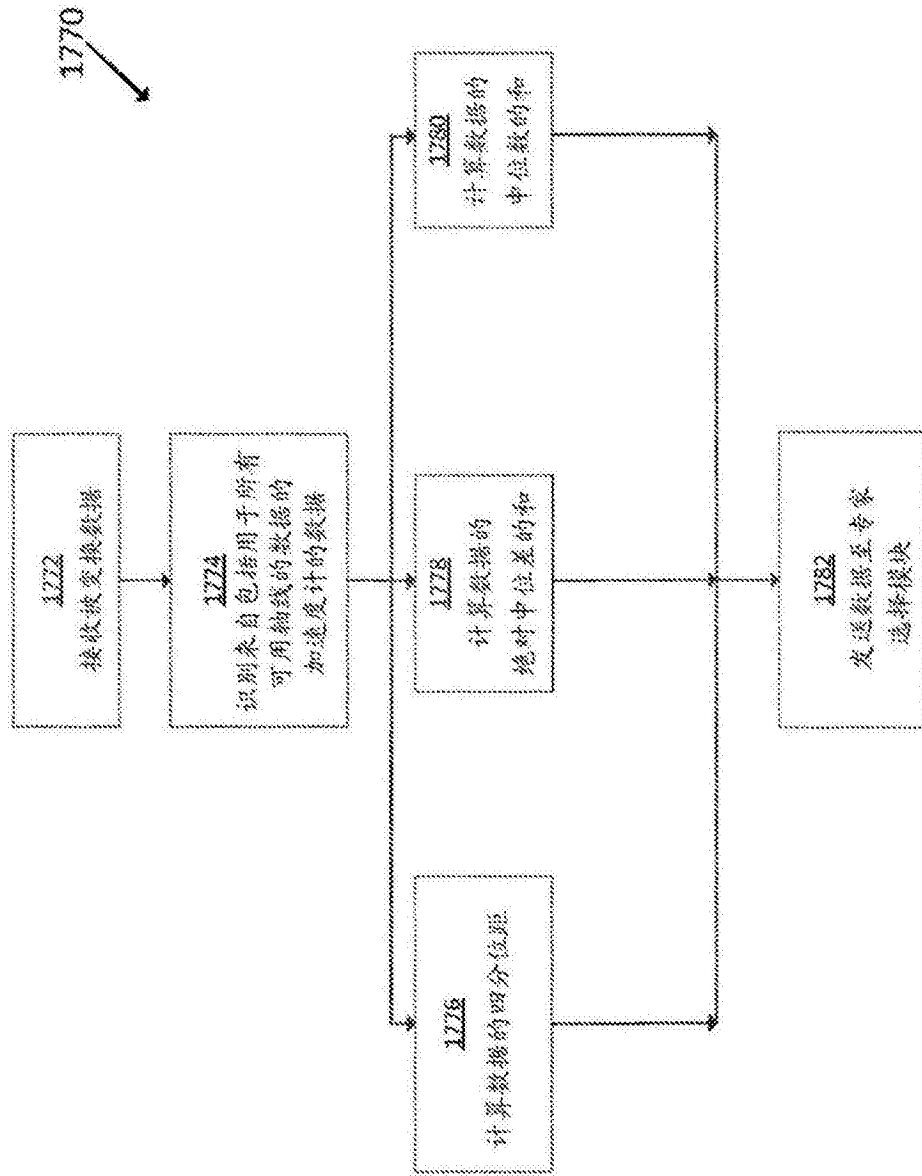 1770
1772
接收被变换数据
1774
识别来自包括用于所有
可用轴线的数据的
加速度计的数据
1776
计算数据的四分位距
1778
计算数据的
绝对中位差的和
1780
计算数据的
中位数的和
1782
发送数据至专家
选择模块